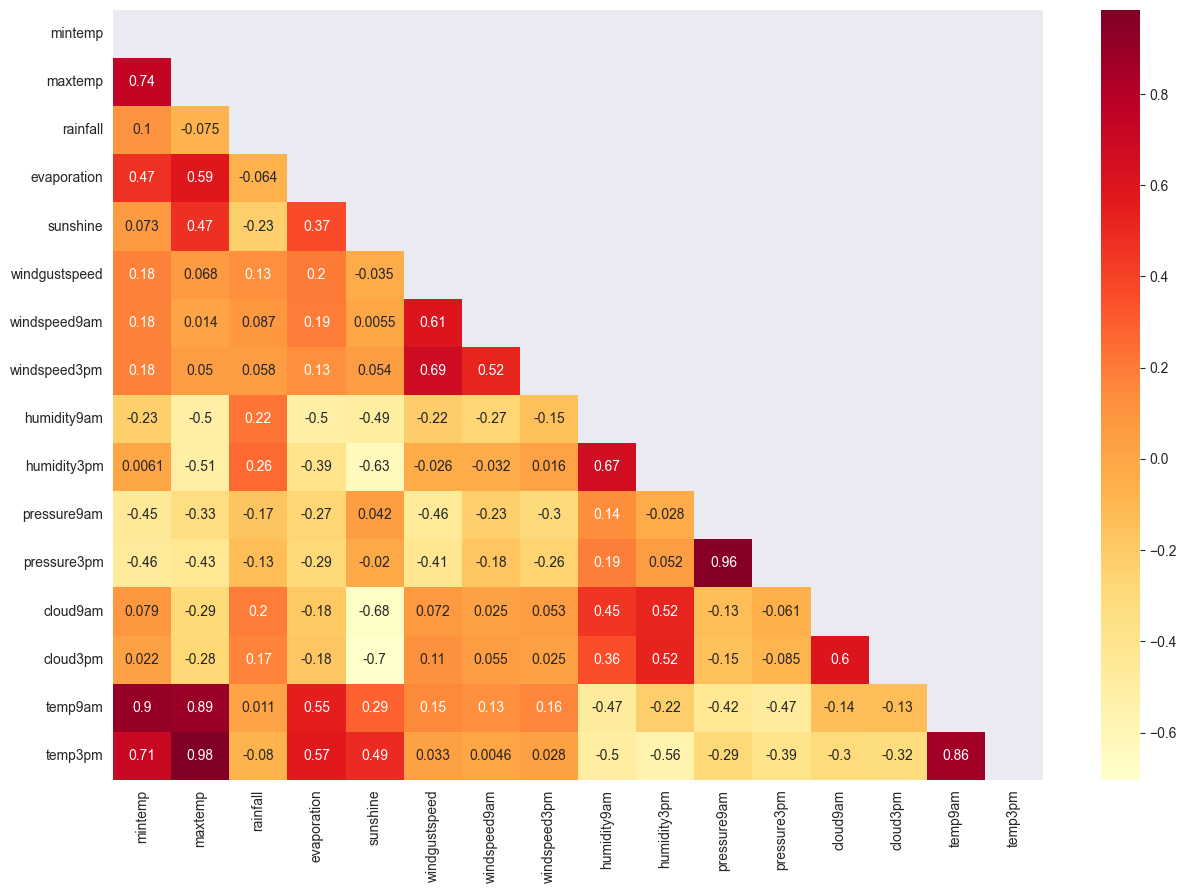 mintemp
maxtemp 0.74
rainfall 0.1 -0.075
evaporation 0.47 0.59 -0.064
sunshine 0.073 0.47 -0.23 0.37
windgustspeed 0.18 0.068 0.13 0.2 -0.035
windspeed9am 0.18 0.014 0.087 0.19 0.0055 0.61
windspeed3pm 0.18 0.05 0.058 0.13 0.054 0.69 0.52
humidity9am -0.23 -0.5 0.22 -0.5 -0.49 -0.22 -0.27 -0.15
humidity3pm 0.0061 -0.51 0.26 -0.39 -0.63 -0.026 -0.032 0.016 0.67
pressure9am -0.45 -0.33 -0.17 -0.27 0.042 -0.46 -0.23 -0.3 0.14 -0.028
pressure3pm -0.46 -0.43 -0.13 -0.29 -0.02 -0.41 -0.18 -0.26 0.19 0.052 0.96
cloud9am 0.079 -0.29 0.2 -0.18 -0.68 0.072 0.025 0.053 0.45 0.52 -0.13 -0.061
cloud3pm 0.022 -0.28 0.17 -0.18 -0.7 0.11 0.055 0.025 0.36 0.52 -0.15 -0.085 0.6
temp9am 0.9 0.89 0.011 0.55 0.29 0.15 0.13 0.16 -0.47 -0.22 -0.42 -0.47 -0.14 -0.13
temp3pm 0.71 0.98 -0.08 0.57 0.49 0.033 0.0046 0.028 -0.5 -0.56 -0.29 -0.39 -0.3 -0.32 0.86
mintemp maxtemp rainfall evaporation sunshine windgustspeed windspeed9am windspeed3pm humidity9am humidity3pm pressure9am pressure3pm cloud9am cloud3pm temp9am temp3pm
0.8
0.6
0.4
0.2
0.0
-0.2
-0.4
-0.6